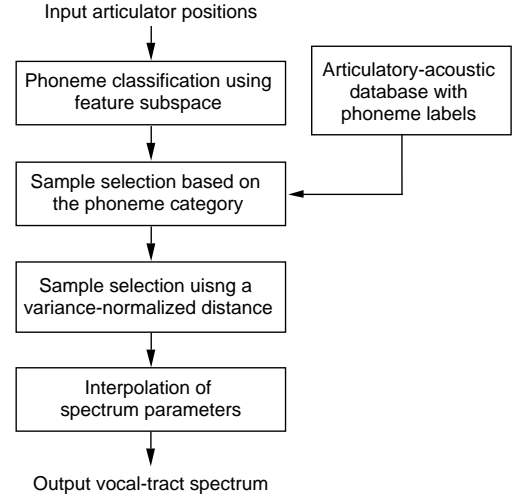 Input articulator positions
Phoneme classification using
feature subspace
Articulatory-acoustic
database with
phoneme labels
Sample selection based on
the phoneme category
Sample selection uisng a
variance-normalized distance
Interpolation of
spectrum parameters
Output vocal-tract spectrum